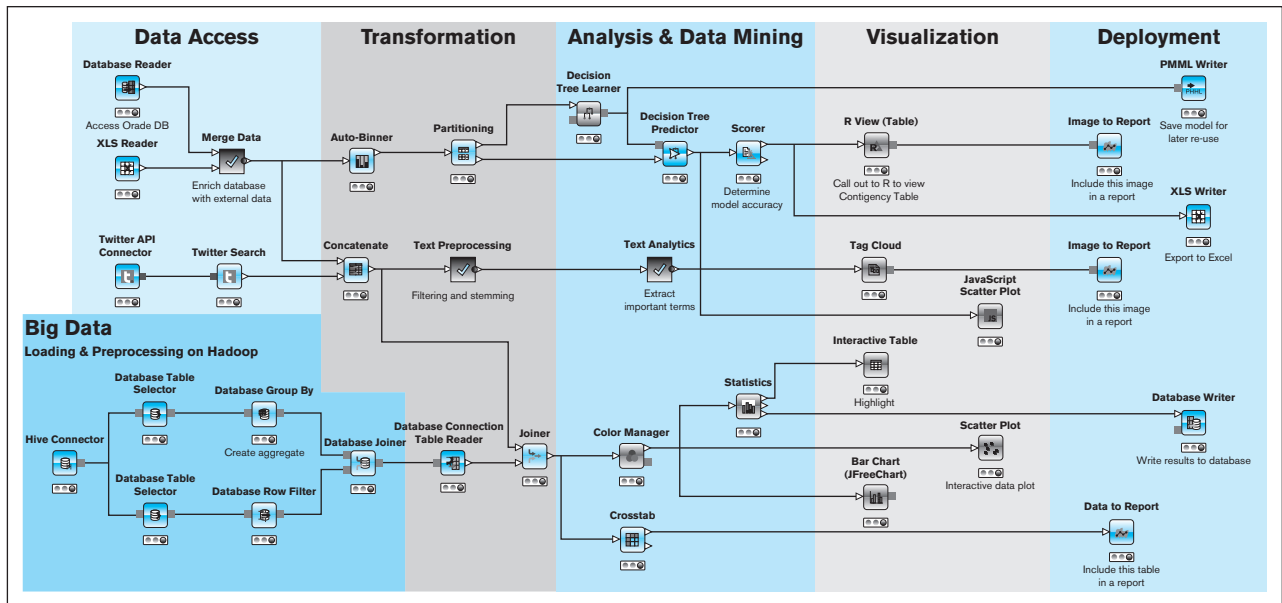 Data Access
Transformation
Analysis & Data Mining
Visualization
Deployment
Database Reader
Access Orade DB
XLS Reader
Merge Data
Enrich database
with external data
Twitter API
Connector
Twitter Search
Auto-Binner
Partitioning
Concatenate
Text Preprocessing
Filtering and stemming
Decision
Tree Learner
Decision Tree
Predictor
Scorer
Determine
model accuracy
Text Analytics
Extract
important terms
R View (Table)
Call out to R to view
Contigency Table
Tag Cloud
JavaScript
Scatter Plot
JS
PMML Writer
PMML
Save model for
later re-use
Image to Report
Include this image
in a report
XLS Writer
Export to Excel
Image to Report
Include this image
in a report
Big Data
Loading & Preprocessing on Hadoop
Hive Connector
Database Table
Selector
Database Group By
Create aggregate
Database Table
Selector
Database Row Filter
Database Joiner
Database Connection
Table Reader
Joiner
Color Manager
Statistics
Crosstab
Interactive Table
Highlight
Scatter Plot
Interactive data plot
Bar Chart
(JFreeChart)
Database Writer
Write results to database
Data to Report
Include this table
in a report